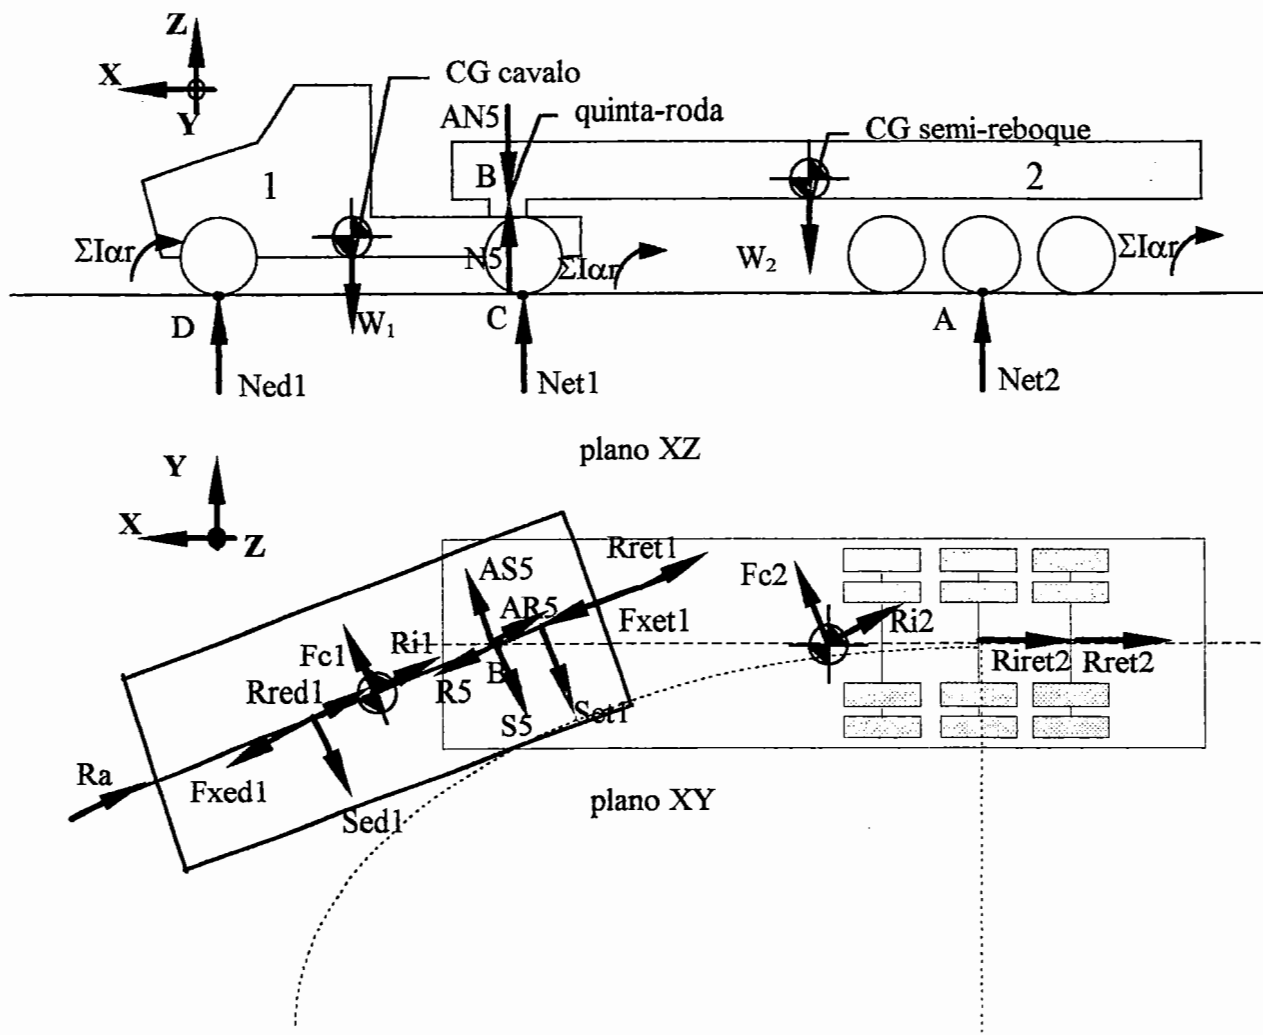 Z
X
Y
CG cavalo
AN5
quinta-roda
CG semi-reboque
B
1
2
ΣIαr
N5
ΣIαr
W₂
ΣIαr
W₁
D
C
A
Ned1
Net1
Net2
plano XZ
Y
X
Z
Rret1
AS5
Fc2
AR5
Fxet1
Ri2
Fc1
Ri1
Rred1
R5
B
Riret2
Rret2
S5
Set1
Ra
Fxed1
Sed1
plano XY